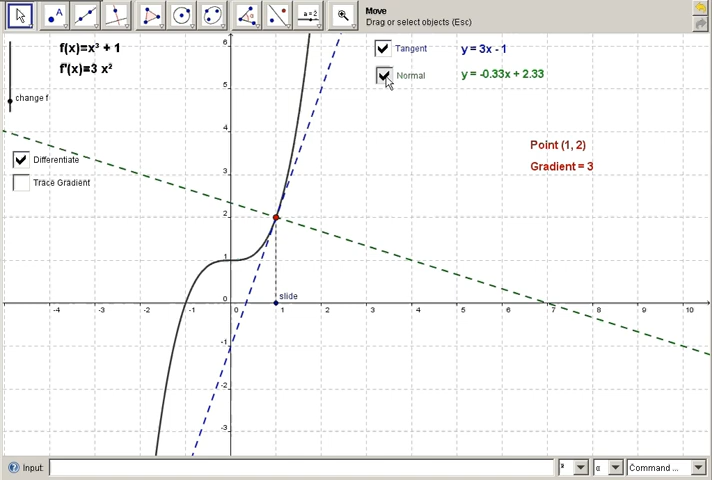 a = 2
Move
Drag or select objects (Esc)
f(x)=x³ + 1
f'(x)=3 x²
change f
Differentiate
Trace Gradient
Tangent
y = 3x - 1
Normal
y = -0.33x + 2.33
Point (1, 2)
Gradient = 3
slide
6
5
4
3
2
1
0
-1
-2
-3
-4 -3 -2 -1 0 1 2 3 4 5 6 7 8 9 10
Input:
α
Command ...